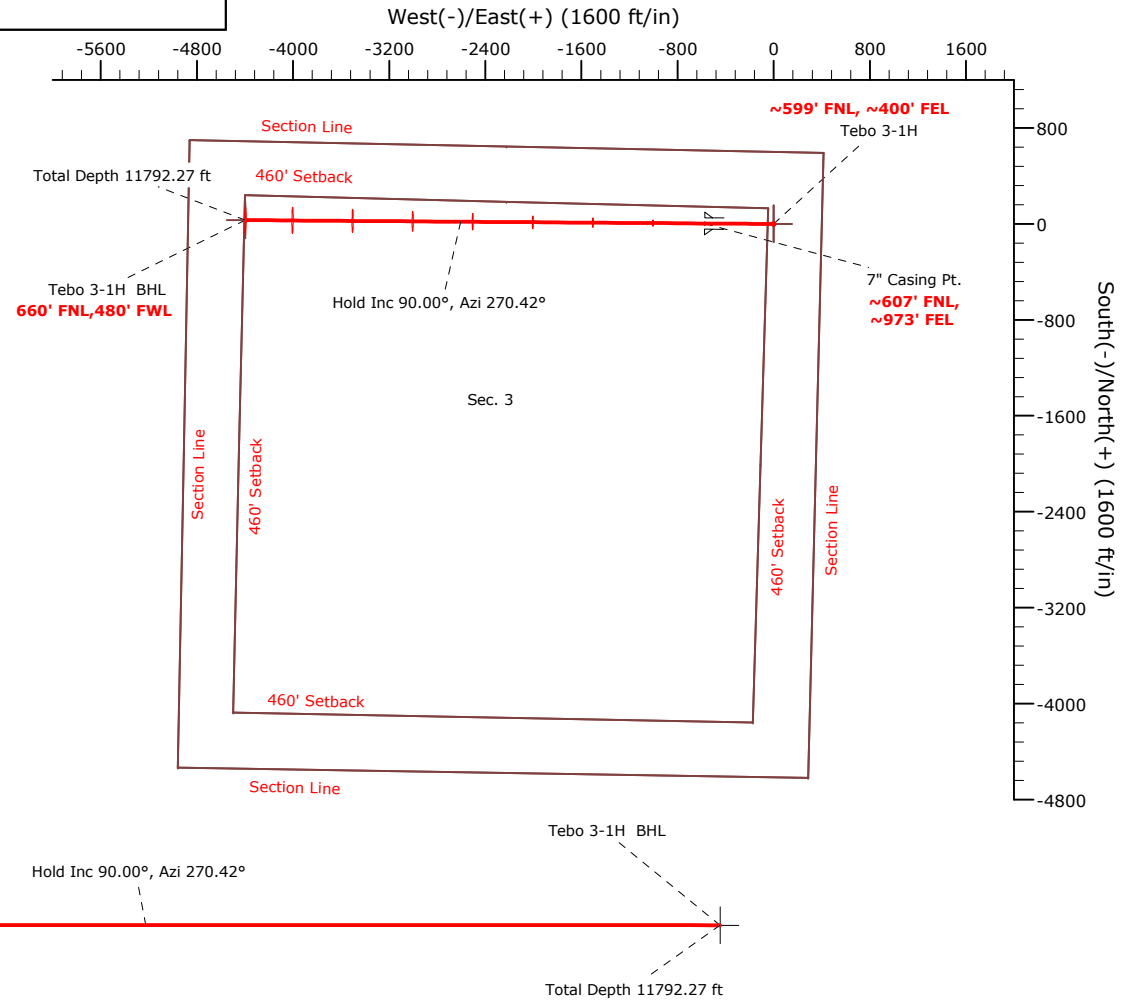 West(-)/East(+) (1600 ft/in)
-5600 -4800 -4000 -3200 -2400 -1600 -800 0 800 1600
~599' FNL, ~400' FEL
Tebo 3-1H
Section Line
460' Setback
Total Depth 11792.27 ft
Tebo 3-1H BHL
660' FNL,480' FWL
Hold Inc 90.00°, Azi 270.42°
7" Casing Pt.
~607' FNL,
~973' FEL
Sec. 3
Section Line
460' Setback
460' Setback
Section Line
460' Setback
Section Line
800
0
-800
-1600
-2400
-3200
-4000
-4800
South(-)/North(+) (1600 ft/in)
Tebo 3-1H BHL
Hold Inc 90.00°, Azi 270.42°
Total Depth 11792.27 ft